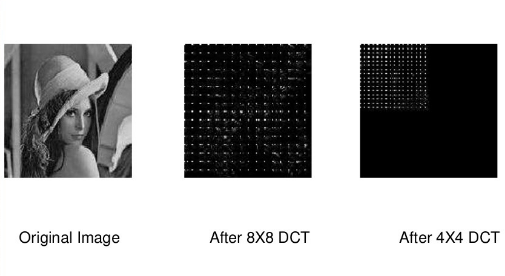 Original Image
After 8X8 DCT
After 4X4 DCT